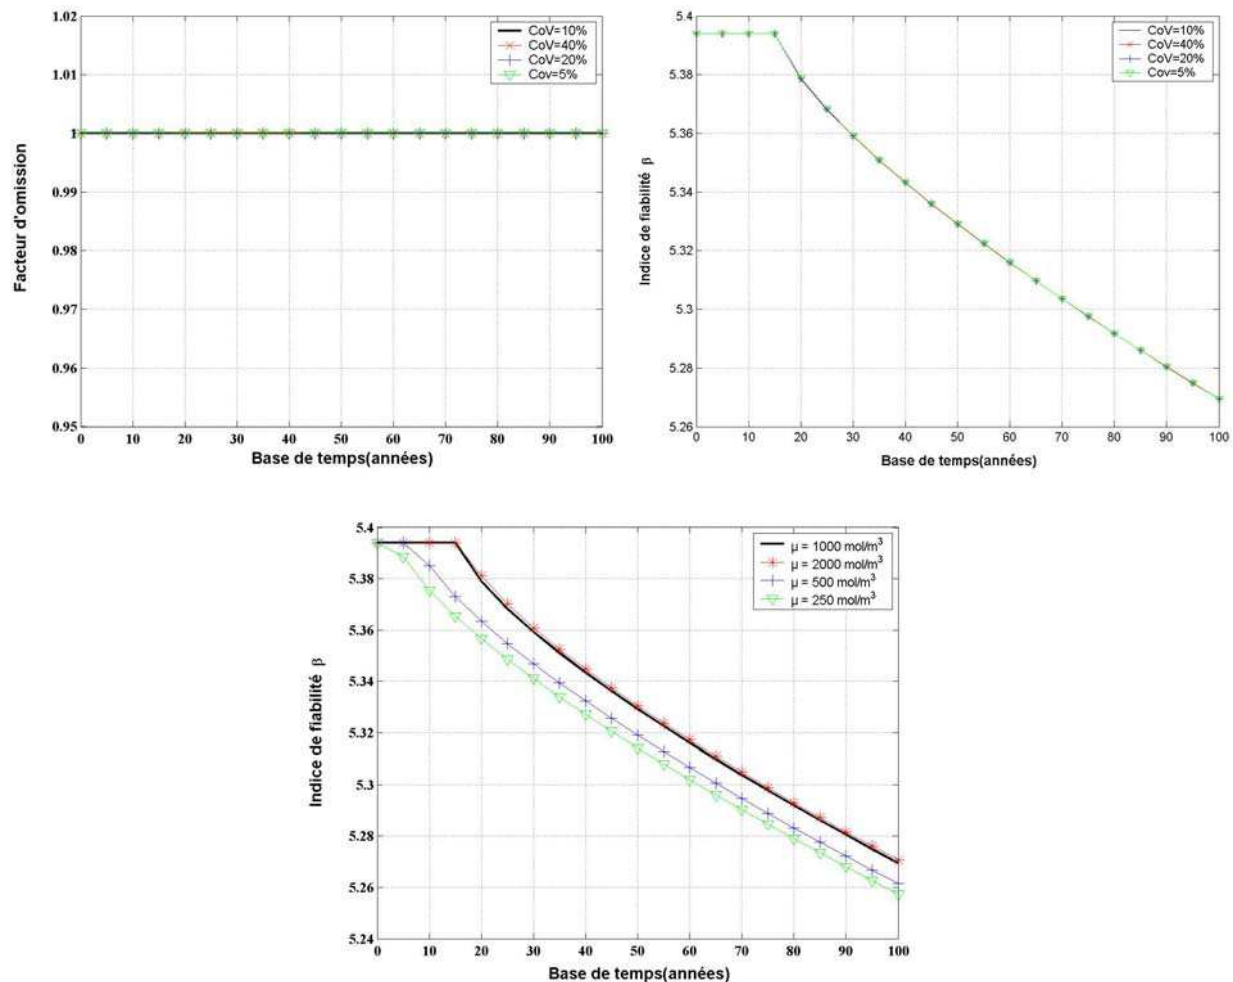 1.02
1.01
1
0.99
0.98
0.97
0.96
0.95
Facteur d'omission
CoV=10%
CoV=40%
CoV=20%
Cov=5%
0 10 20 30 40 50 60 70 80 90 100
Base de temps(années)
5.4
5.38
5.36
5.34
5.32
5.3
5.28
5.26
Indice de fiabilité β
CoV=10%
CoV=40%
CoV=20%
Cov=5%
0 10 20 30 40 50 60 70 80 90 100
Base de temps(années)
5.4
5.38
5.36
5.34
5.32
5.3
5.28
5.26
5.24
Indice de fiabilité β
μ = 1000 mol/m³
μ = 2000 mol/m³
μ = 500 mol/m³
μ = 250 mol/m³
0 10 20 30 40 50 60 70 80 90 100
Base de temps(années)